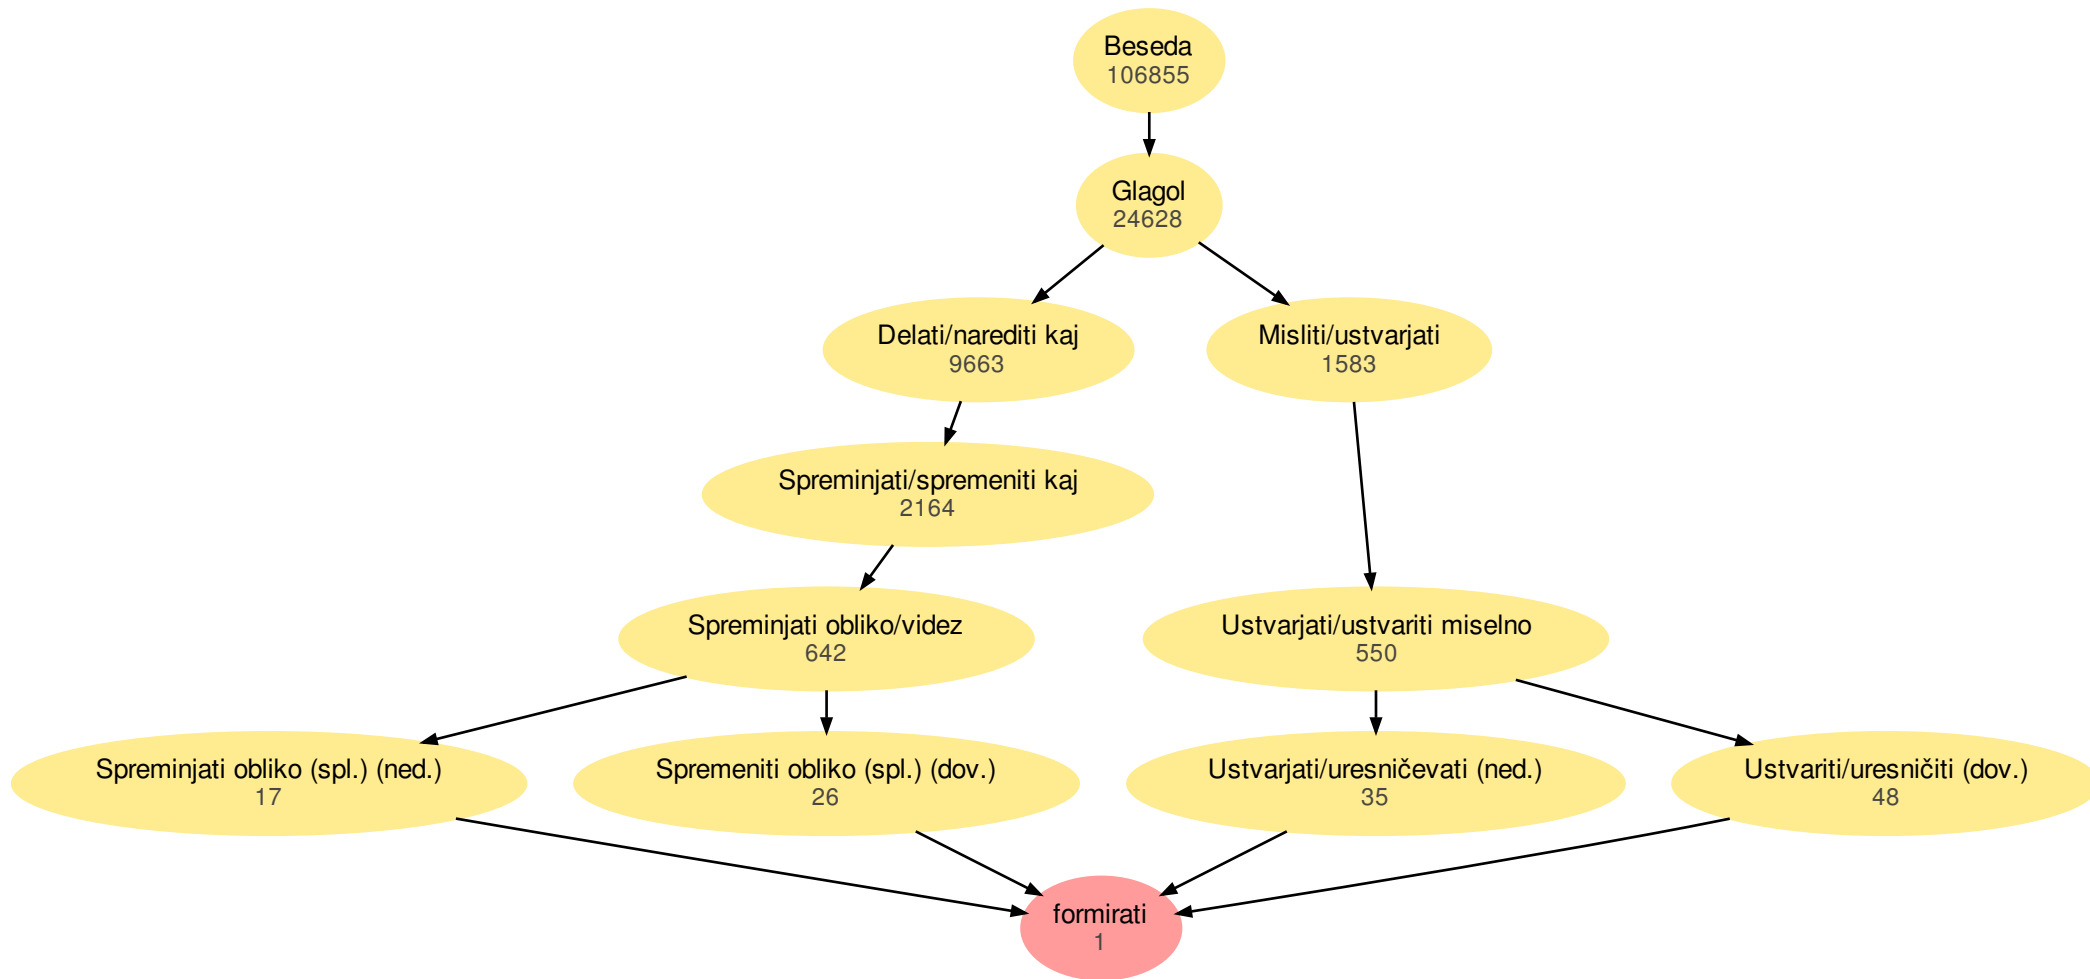 Beseda
106855
Glagol
24628
Delati/narediti kaj
9663
Misliti/ustvarjati
1583
Spreminjati/spremeniti kaj
2164
Spreminjati obliko/videz
642
Ustvarjati/ustvariti miselno
550
Spreminjati obliko (spl.) (ned.)
17
Spremeniti obliko (spl.) (dov.)
26
Ustvarjati/uresničevati (ned.)
35
Ustvariti/uresničiti (dov.)
48
formirati
1